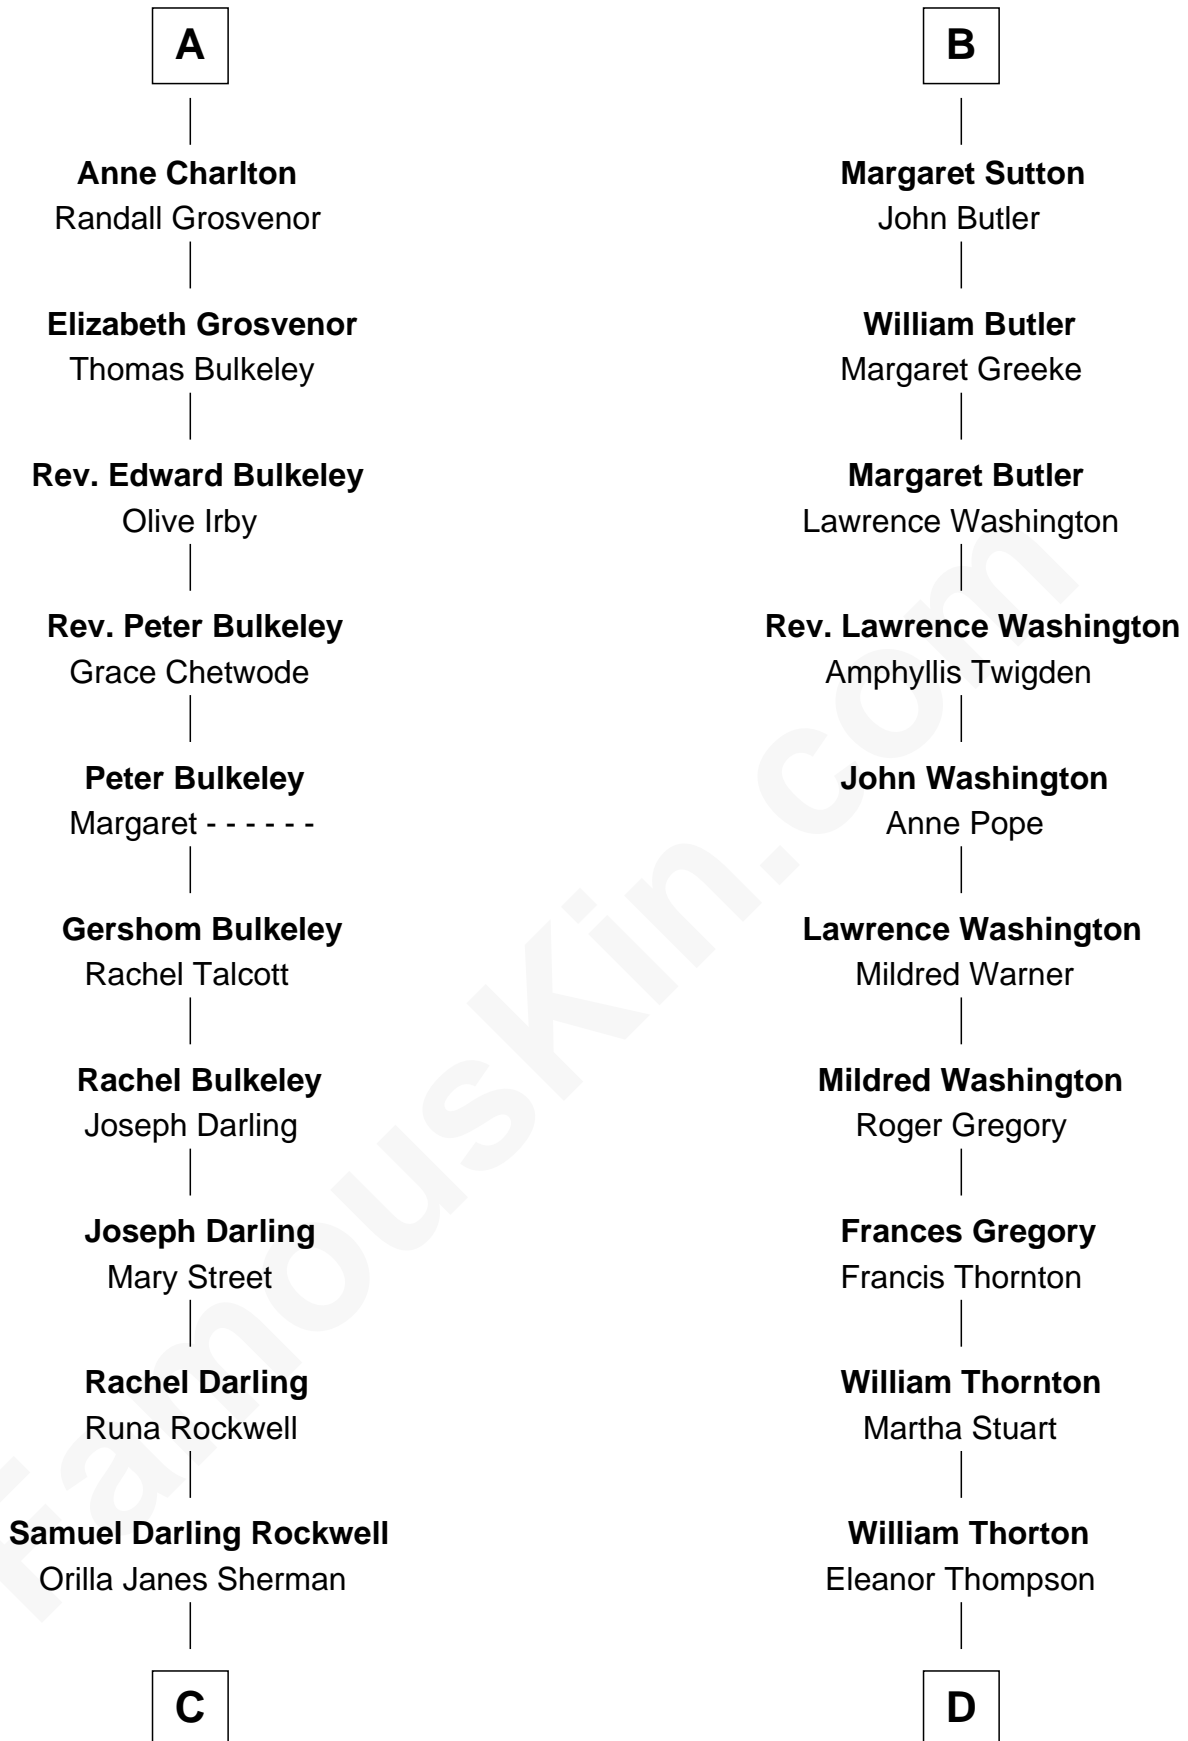 A
Anne Charlton
Randall Grosvenor
Elizabeth Grosvenor
Thomas Bulkeley
Rev. Edward Bulkeley
Olive Irby
Rev. Peter Bulkeley
Grace Chetwode
Peter Bulkeley
Margaret - - - - - -
Gershom Bulkeley
Rachel Talcott
Rachel Bulkeley
Joseph Darling
Joseph Darling
Mary Street
Rachel Darling
Runa Rockwell
Samuel Darling Rockwell
Orilla Janes Sherman
C
B
Margaret Sutton
John Butler
William Butler
Margaret Greeke
Margaret Butler
Lawrence Washington
Rev. Lawrence Washington
Amphyllis Twigden
John Washington
Anne Pope
Lawrence Washington
Mildred Warner
Mildred Washington
Roger Gregory
Frances Gregory
Francis Thornton
William Thornton
Martha Stuart
William Thorton
Eleanor Thompson
D
FamousKin.com